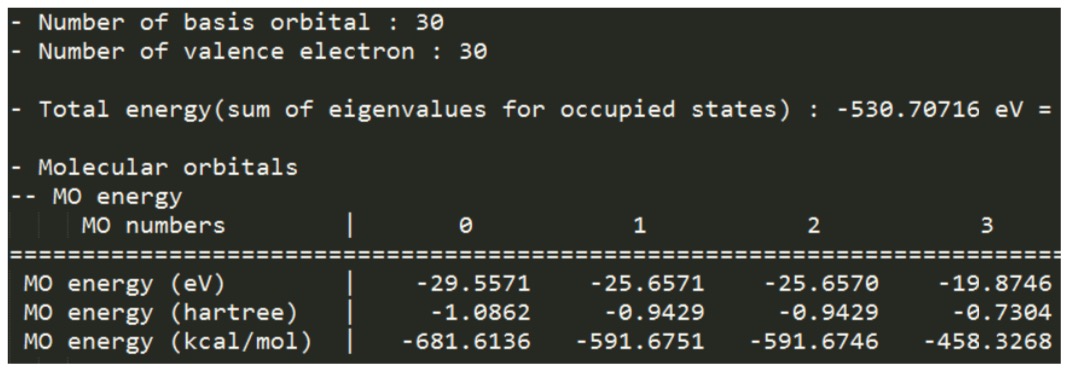 - Number of basis orbital : 30
- Number of valence electron : 30
- Total energy(sum of eigenvalues for occupied states) : -530.70716 eV =
- Molecular orbitals
-- MO energy
MO numbers | 0 1 2 3
=========================================================================
MO energy (eV) | -29.5571 -25.6571 -25.6570 -19.8746
MO energy (hartree) | -1.0862 -0.9429 -0.9429 -0.7304
MO energy (kcal/mol) | -681.6136 -591.6751 -591.6746 -458.3268